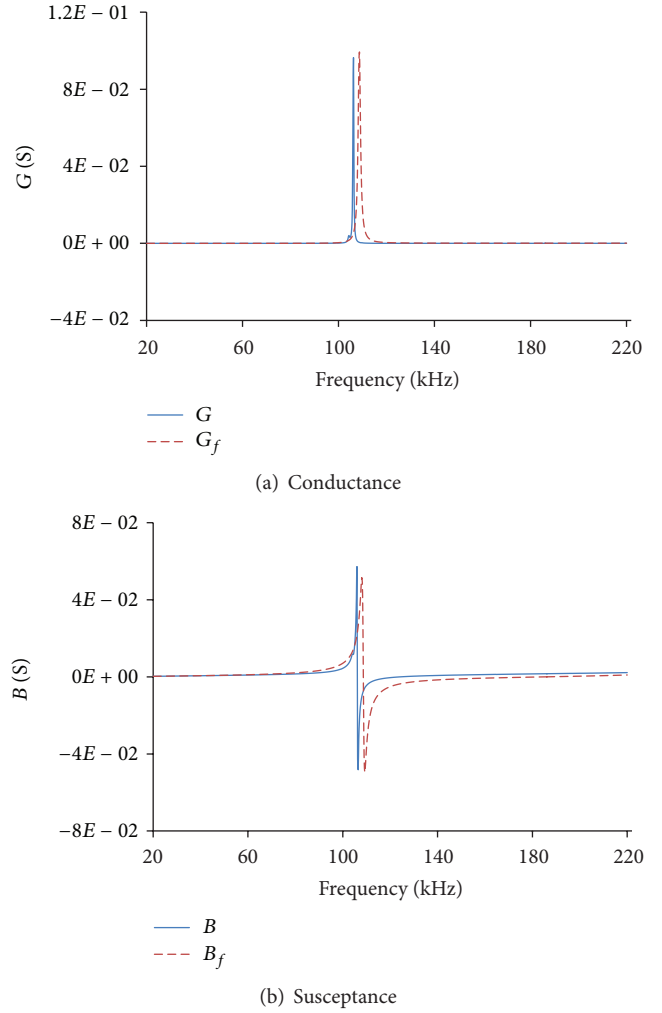 1.2E − 01
8E − 02
4E − 02
0E + 00
−4E − 02
G (S)
20 60 100 140 180 220
Frequency (kHz)
G
G_f
(a) Conductance
8E − 02
4E − 02
0E + 00
−4E − 02
−8E − 02
B (S)
20 60 100 140 180 220
Frequency (kHz)
B
B_f
(b) Susceptance